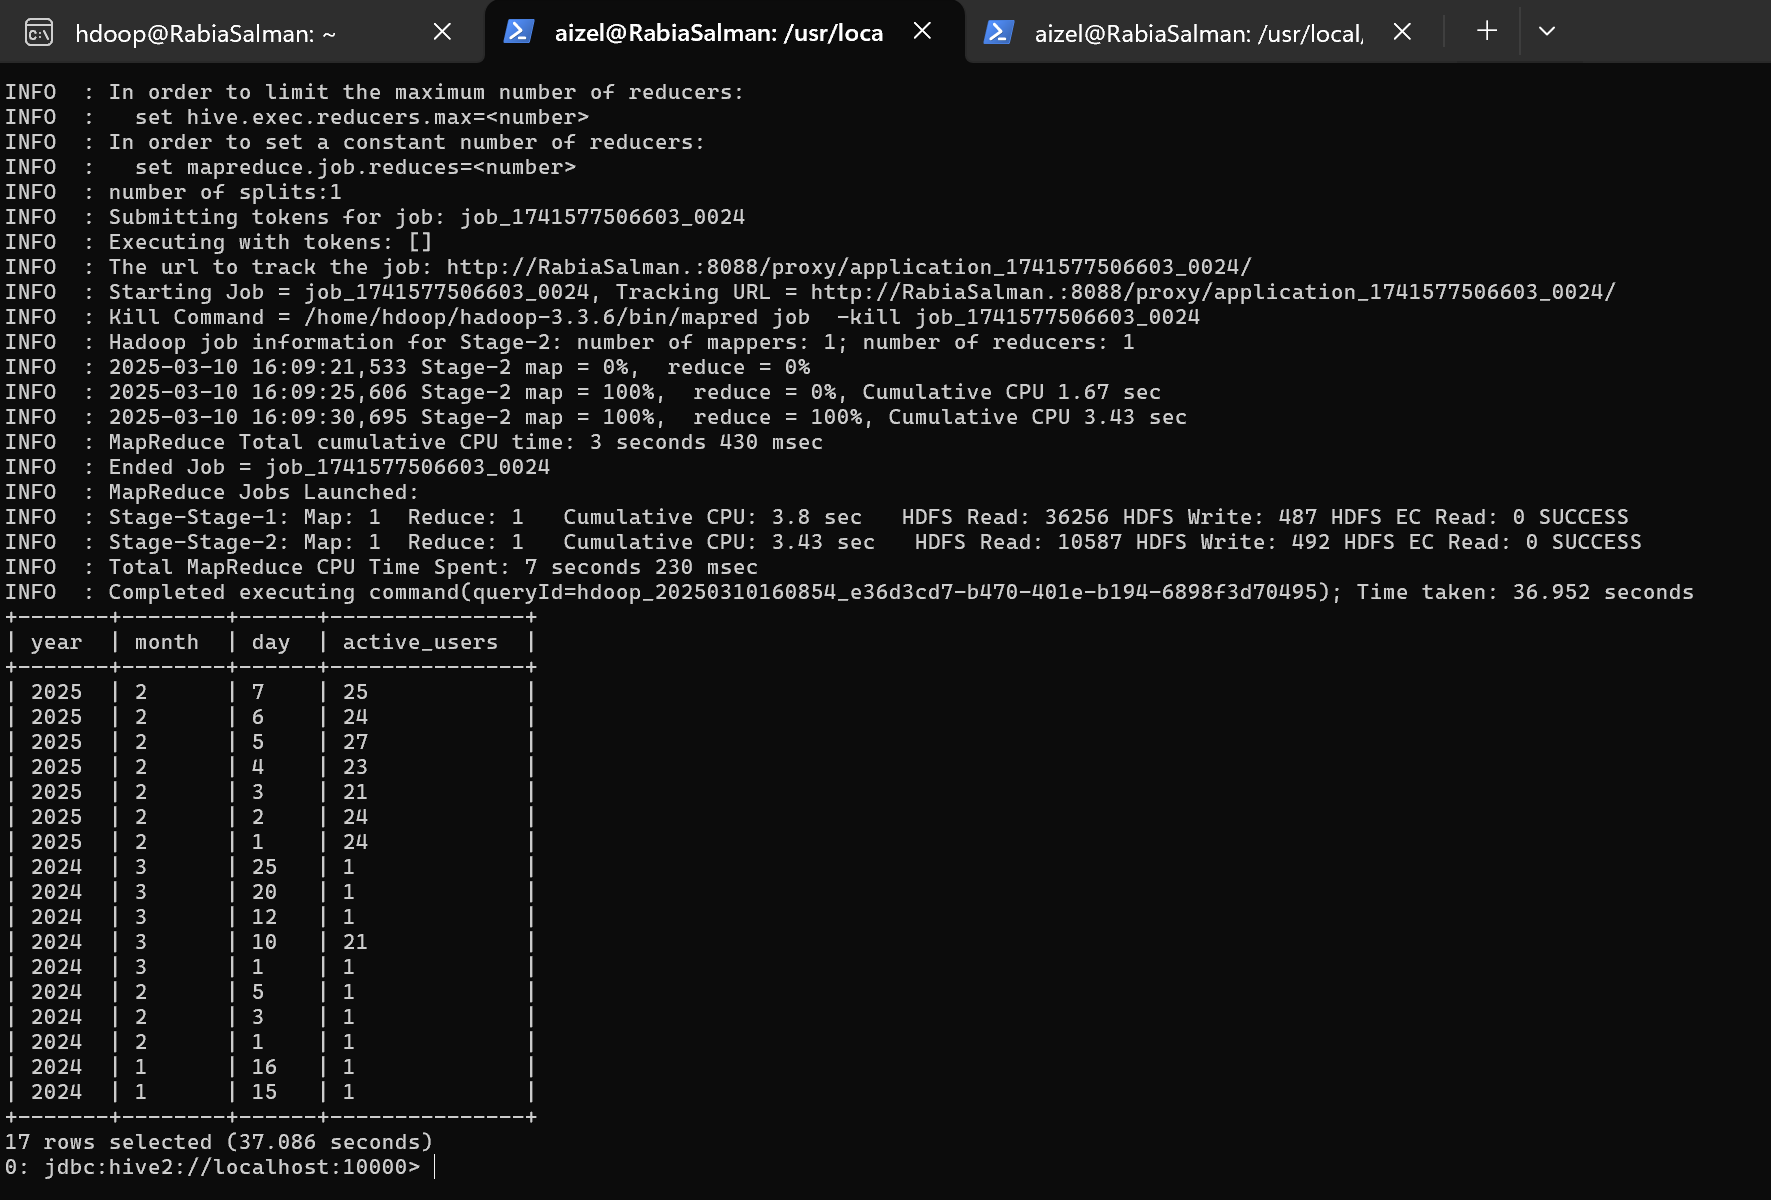 hdoop@RabiaSalman: ~
aizel@RabiaSalman: /usr/loca
aizel@RabiaSalman: /usr/local,
INFO  : In order to limit the maximum number of reducers:
INFO  :   set hive.exec.reducers.max=<number>
INFO  : In order to set a constant number of reducers:
INFO  :   set mapreduce.job.reduces=<number>
INFO  : number of splits:1
INFO  : Submitting tokens for job: job_1741577506603_0024
INFO  : Executing with tokens: []
INFO  : The url to track the job: http://RabiaSalman.:8088/proxy/application_1741577506603_0024/
INFO  : Starting Job = job_1741577506603_0024, Tracking URL = http://RabiaSalman.:8088/proxy/application_1741577506603_0024/
INFO  : Kill Command = /home/hdoop/hadoop-3.3.6/bin/mapred job  -kill job_1741577506603_0024
INFO  : Hadoop job information for Stage-2: number of mappers: 1; number of reducers: 1
INFO  : 2025-03-10 16:09:21,533 Stage-2 map = 0%,  reduce = 0%
INFO  : 2025-03-10 16:09:25,606 Stage-2 map = 100%,  reduce = 0%, Cumulative CPU 1.67 sec
INFO  : 2025-03-10 16:09:30,695 Stage-2 map = 100%,  reduce = 100%, Cumulative CPU 3.43 sec
INFO  : MapReduce Total cumulative CPU time: 3 seconds 430 msec
INFO  : Ended Job = job_1741577506603_0024
INFO  : MapReduce Jobs Launched:
INFO  : Stage-Stage-1: Map: 1  Reduce: 1   Cumulative CPU: 3.8 sec   HDFS Read: 36256 HDFS Write: 487 HDFS EC Read: 0 SUCCESS
INFO  : Stage-Stage-2: Map: 1  Reduce: 1   Cumulative CPU: 3.43 sec   HDFS Read: 10587 HDFS Write: 492 HDFS EC Read: 0 SUCCESS
INFO  : Total MapReduce CPU Time Spent: 7 seconds 230 msec
INFO  : Completed executing command(queryId=hdoop_20250310160854_e36d3cd7-b470-401e-b194-6898f3d70495); Time taken: 36.952 seconds
+-------+--------+------+---------------+
| year  | month  | day  | active_users  |
+-------+--------+------+---------------+
| 2025  | 2      | 7    | 25            |
| 2025  | 2      | 6    | 24            |
| 2025  | 2      | 5    | 27            |
| 2025  | 2      | 4    | 23            |
| 2025  | 2      | 3    | 21            |
| 2025  | 2      | 2    | 24            |
| 2025  | 2      | 1    | 24            |
| 2024  | 3      | 25   | 1             |
| 2024  | 3      | 20   | 1             |
| 2024  | 3      | 12   | 1             |
| 2024  | 3      | 10   | 21            |
| 2024  | 3      | 1    | 1             |
| 2024  | 2      | 5    | 1             |
| 2024  | 2      | 3    | 1             |
| 2024  | 2      | 1    | 1             |
| 2024  | 1      | 16   | 1             |
| 2024  | 1      | 15   | 1             |
+-------+--------+------+---------------+
17 rows selected (37.086 seconds)
0: jdbc:hive2://localhost:10000>